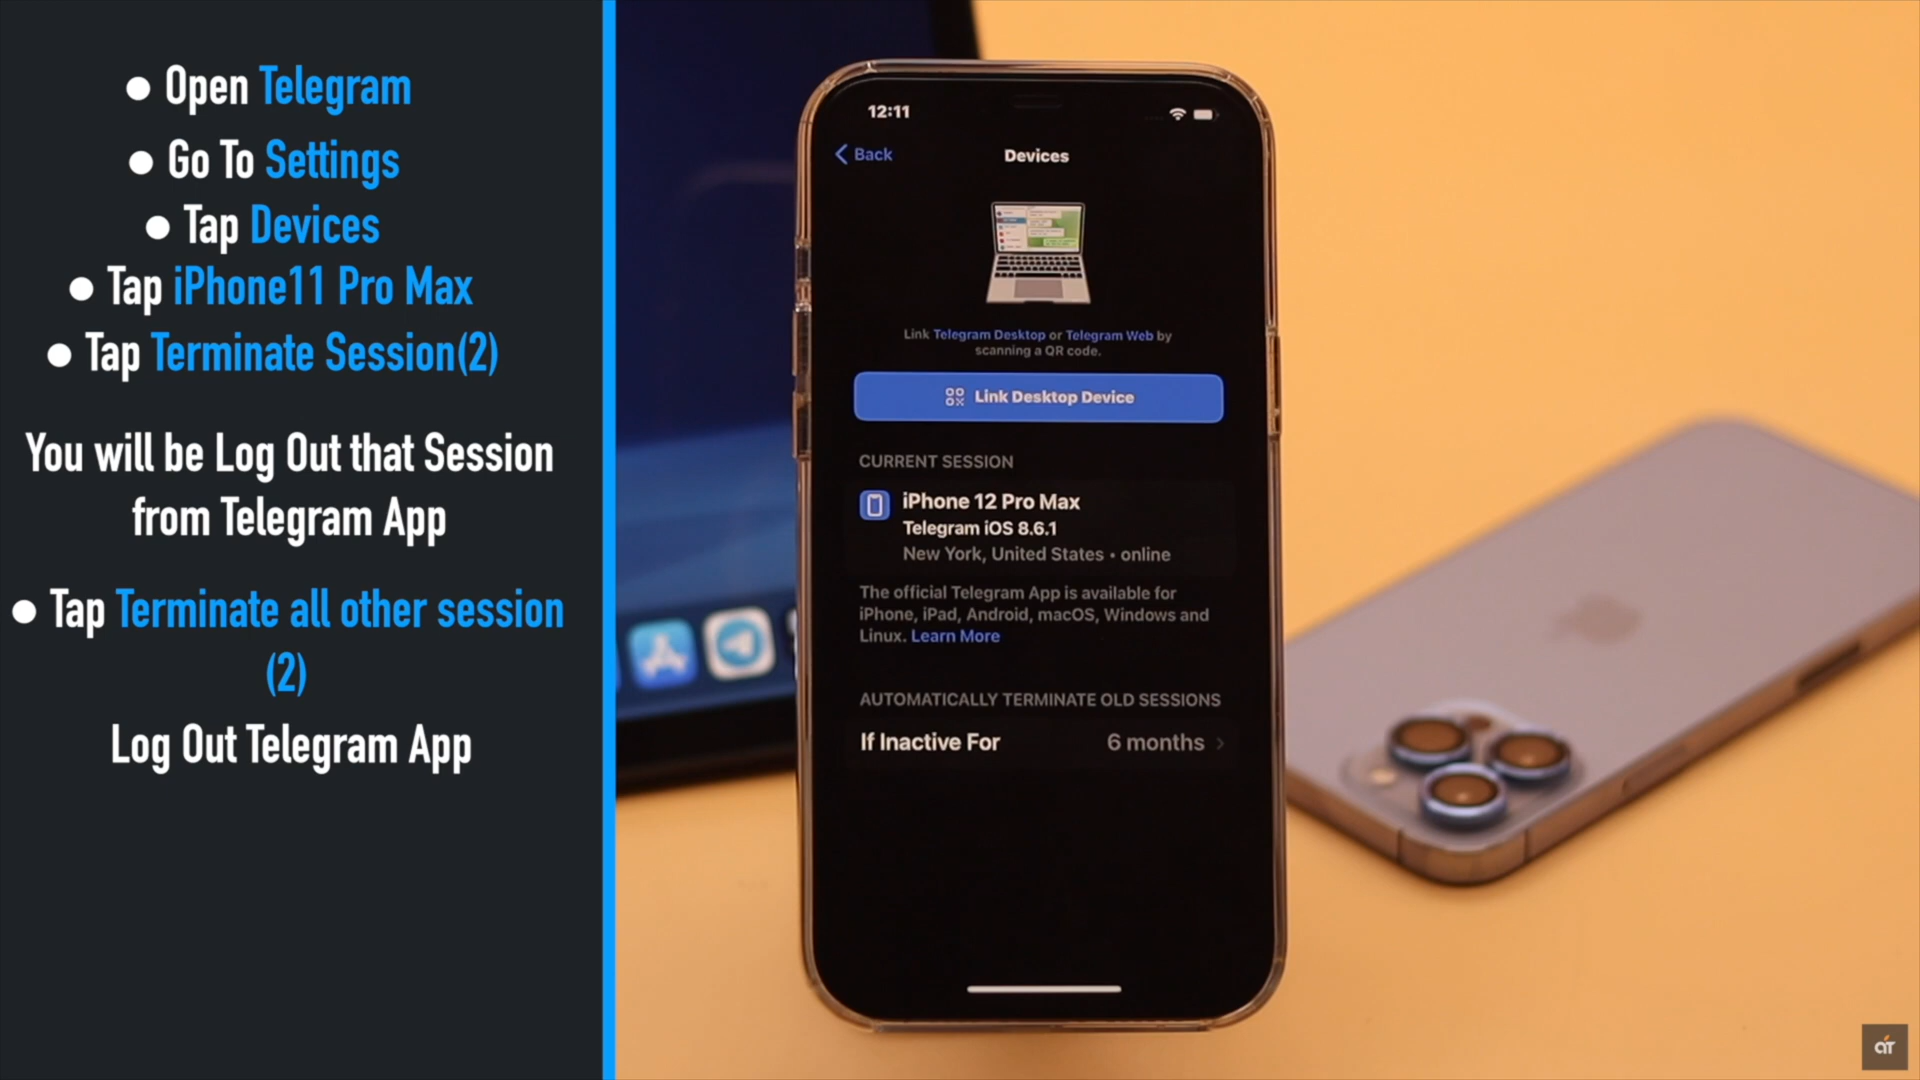 ● Open Telegram
● Go To Settings
● Tap Devices
● Tap iPhone11 Pro Max
● Tap Terminate Session(2)
You will be Log Out that Session
from Telegram App
● Tap Terminate all other session
(2)
Log Out Telegram App
12:11
Back
Devices
Link Telegram Desktop or Telegram Web by
scanning a QR code.
Link Desktop Device
CURRENT SESSION
iPhone 12 Pro Max
Telegram iOS 8.6.1
New York, United States • online
The official Telegram App is available for
iPhone, iPad, Android, macOS, Windows and
Linux. Learn More
AUTOMATICALLY TERMINATE OLD SESSIONS
If Inactive For 6 months
aT